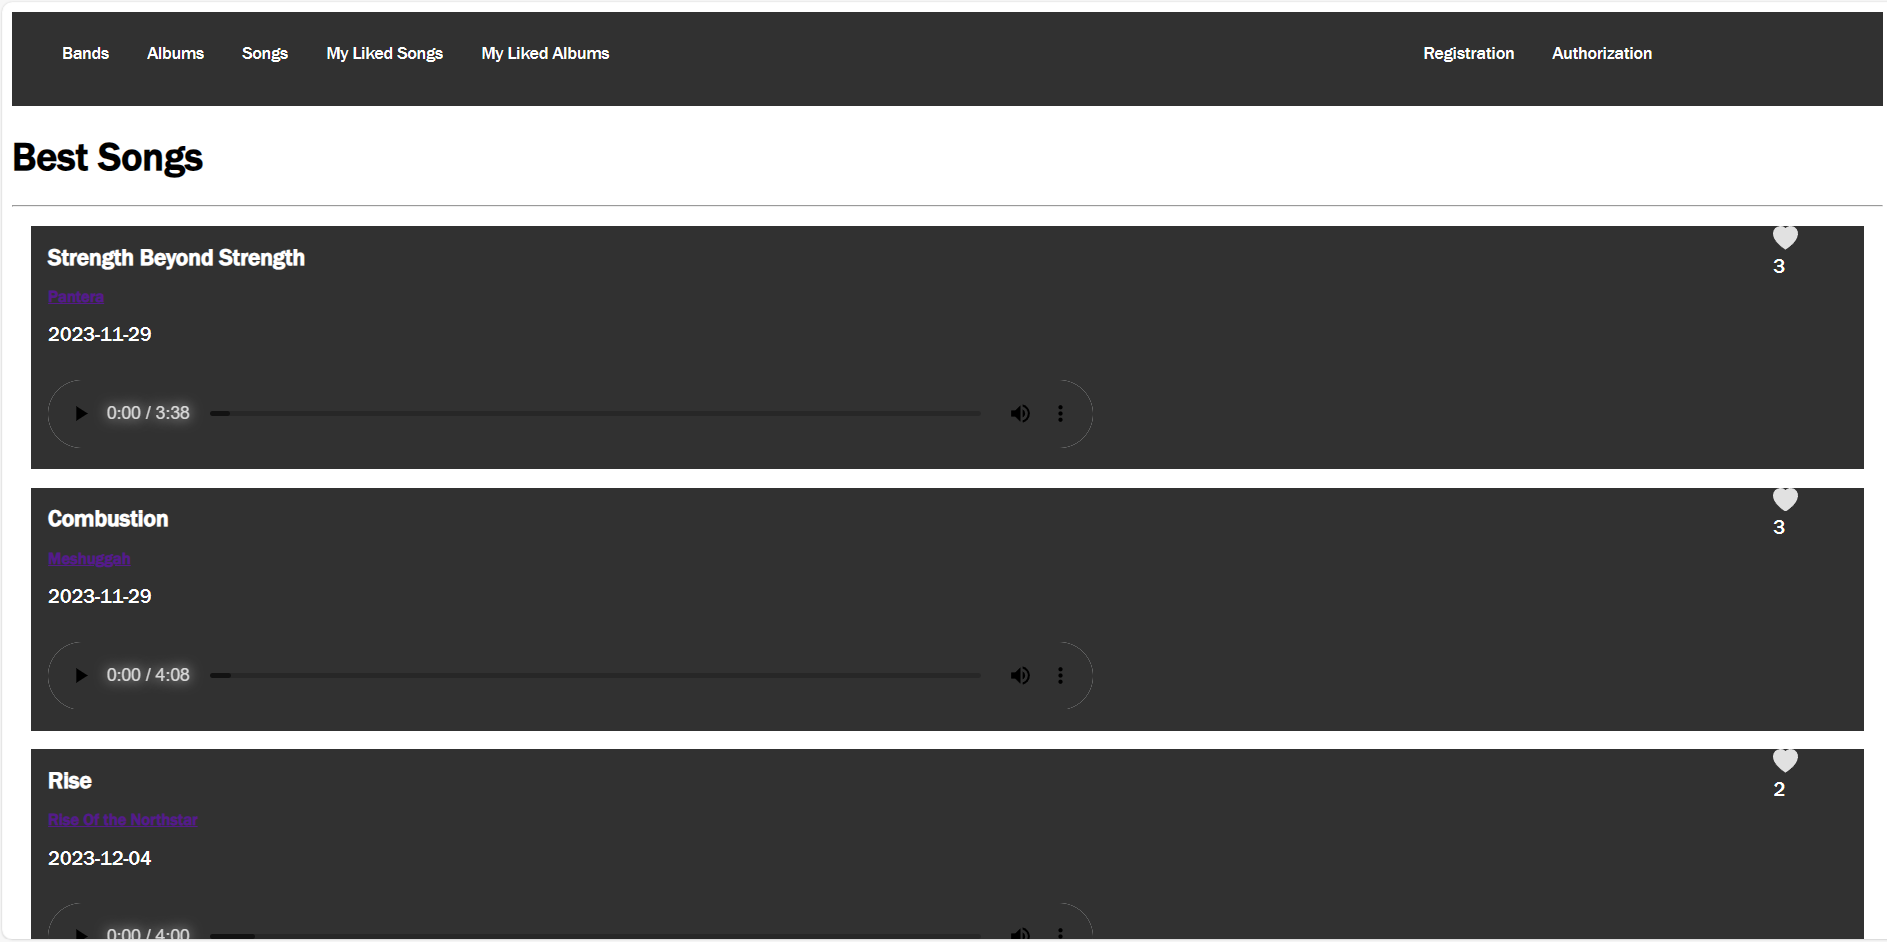 Bands Albums Songs My Liked Songs My Liked Albums Registration Authorization
Best Songs
Strength Beyond Strength
3
Pantera
2023-11-29
0:00 / 3:38
Combustion
3
Meshuggah
2023-11-29
0:00 / 4:08
Rise
2
Rise Of the Northstar
2023-12-04
0:00 / 4:00